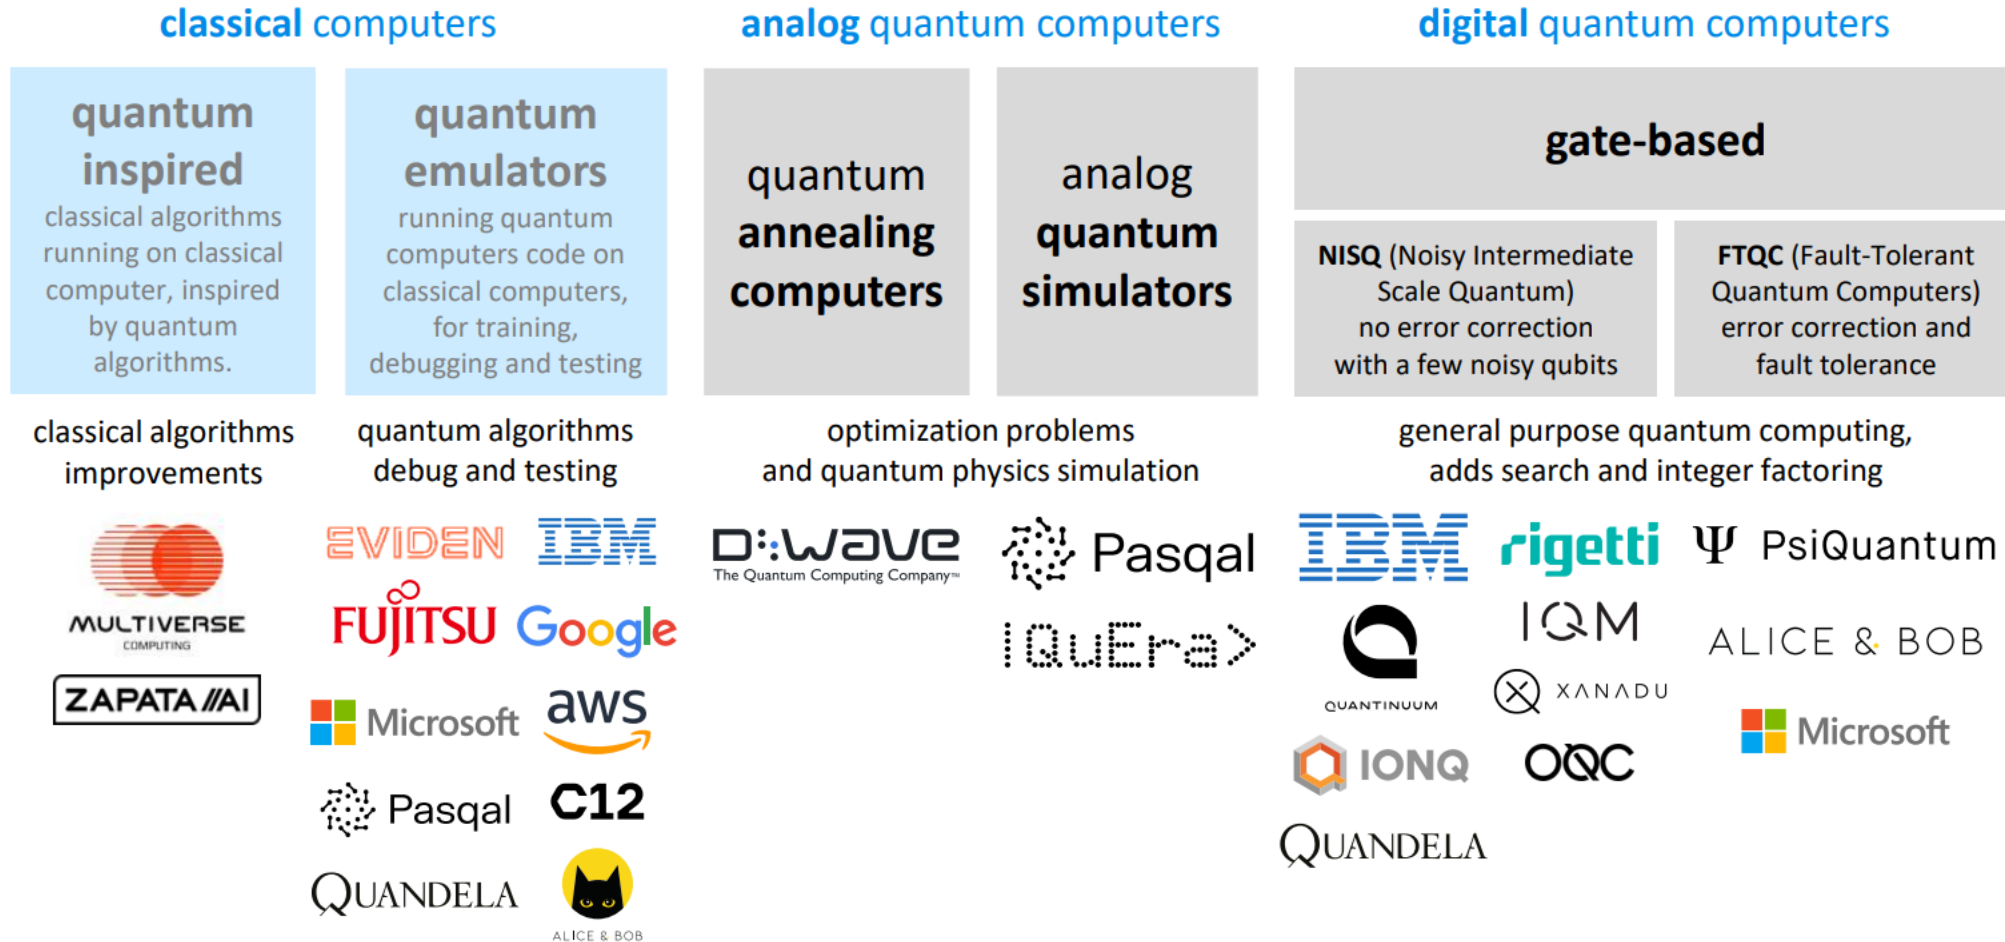 classical computers
quantum
inspired
classical algorithms
running on classical
computer, inspired
by quantum
algorithms.
quantum
emulators
running quantum
computers code on
classical computers,
for training,
debugging and testing
classical algorithms
improvements
quantum algorithms
debug and testing
MULTIVERSE
COMPUTING
ZAPATA //AI
EVIDEN
IBM
FUJITSU
Google
Microsoft
aws
Pasqal
C12
QUANDELA
ALICE & BOB
analog quantum computers
quantum
annealing
computers
analog
quantum
simulators
optimization problems
and quantum physics simulation
D:wave
The Quantum Computing Company™
Pasqal
|QuEra>
digital quantum computers
gate-based
NISQ (Noisy Intermediate
Scale Quantum)
no error correction
with a few noisy qubits
FTQC (Fault-Tolerant
Quantum Computers)
error correction and
fault tolerance
general purpose quantum computing,
adds search and integer factoring
IBM
rigetti
Ψ PsiQuantum
QUANTINUUM
IQM
ALICE & BOB
XANADU
Microsoft
IONQ
OQC
QUANDELA